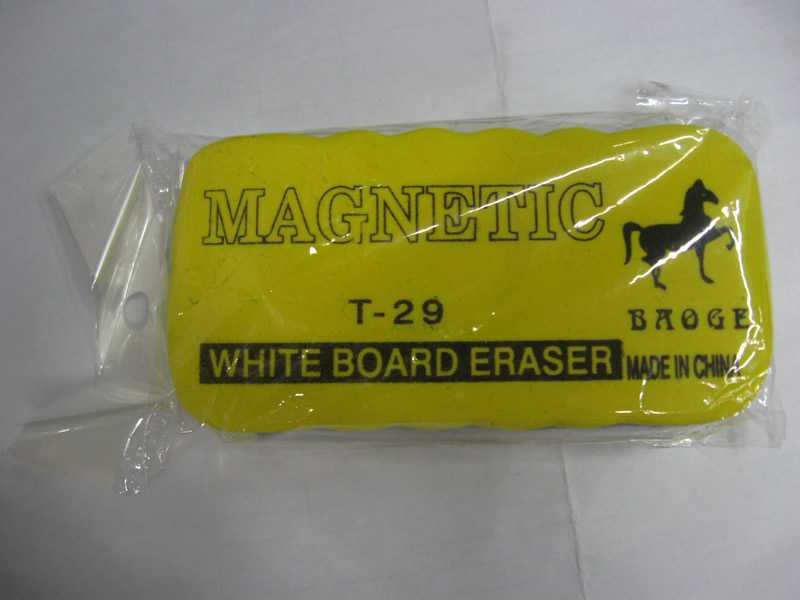 MAGNETIC
T-29
BAOGE
WHITE BOARD ERASER
MADE IN CHINA